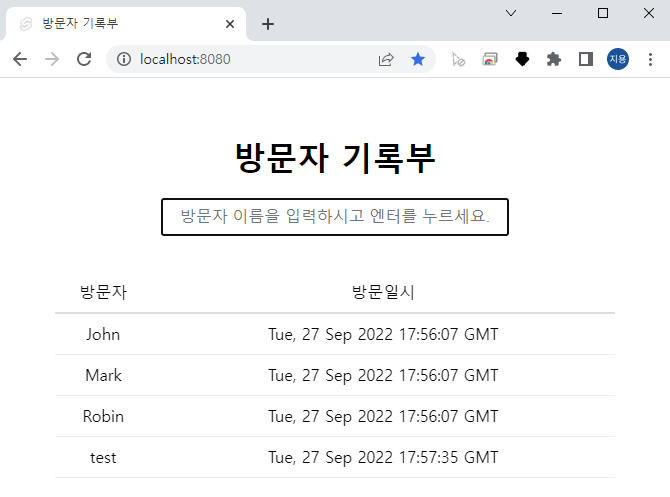 방문자 기록부
localhost:8080
지용
방문자 기록부
방문자 이름을 입력하시고 엔터를 누르세요.
방문자 방문일시
John Tue, 27 Sep 2022 17:56:07 GMT
Mark Tue, 27 Sep 2022 17:56:07 GMT
Robin Tue, 27 Sep 2022 17:56:07 GMT
test Tue, 27 Sep 2022 17:57:35 GMT